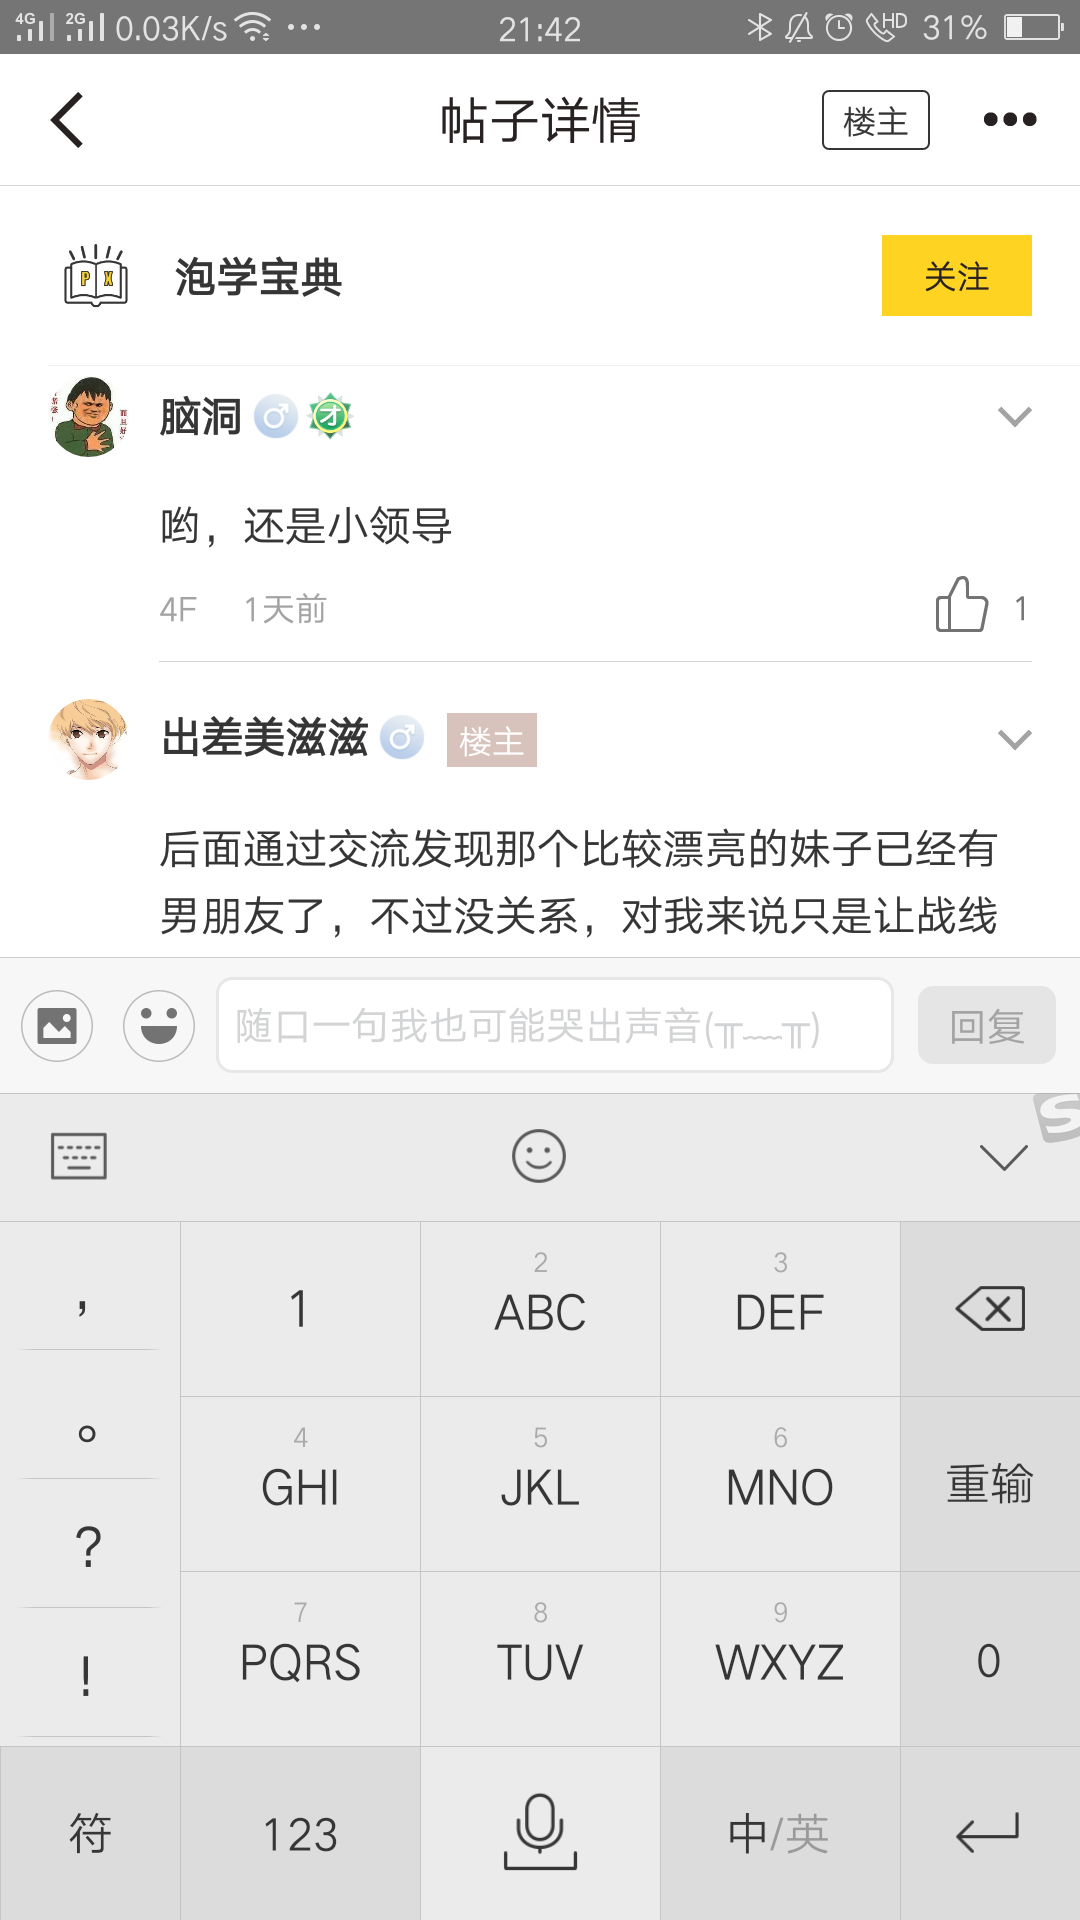 4G 2G 0.03K/s 21:42 HD 31%
帖子详情 楼主
P X 泡学宝典 关注
脑洞 才
哟，还是小领导
4F 1天前 1
出差美滋滋 楼主
后面通过交流发现那个比较漂亮的妹子已经有
男朋友了，不过没关系，对我来说只是让战线
随口一句我也可能哭出声音(╥﹏╥) 回复
S
， 1 2 ABC 3 DEF
。 4 GHI 5 JKL 6 MNO 重输
? 7 PQRS 8 TUV 9 WXYZ 0
!
符 123 中/英